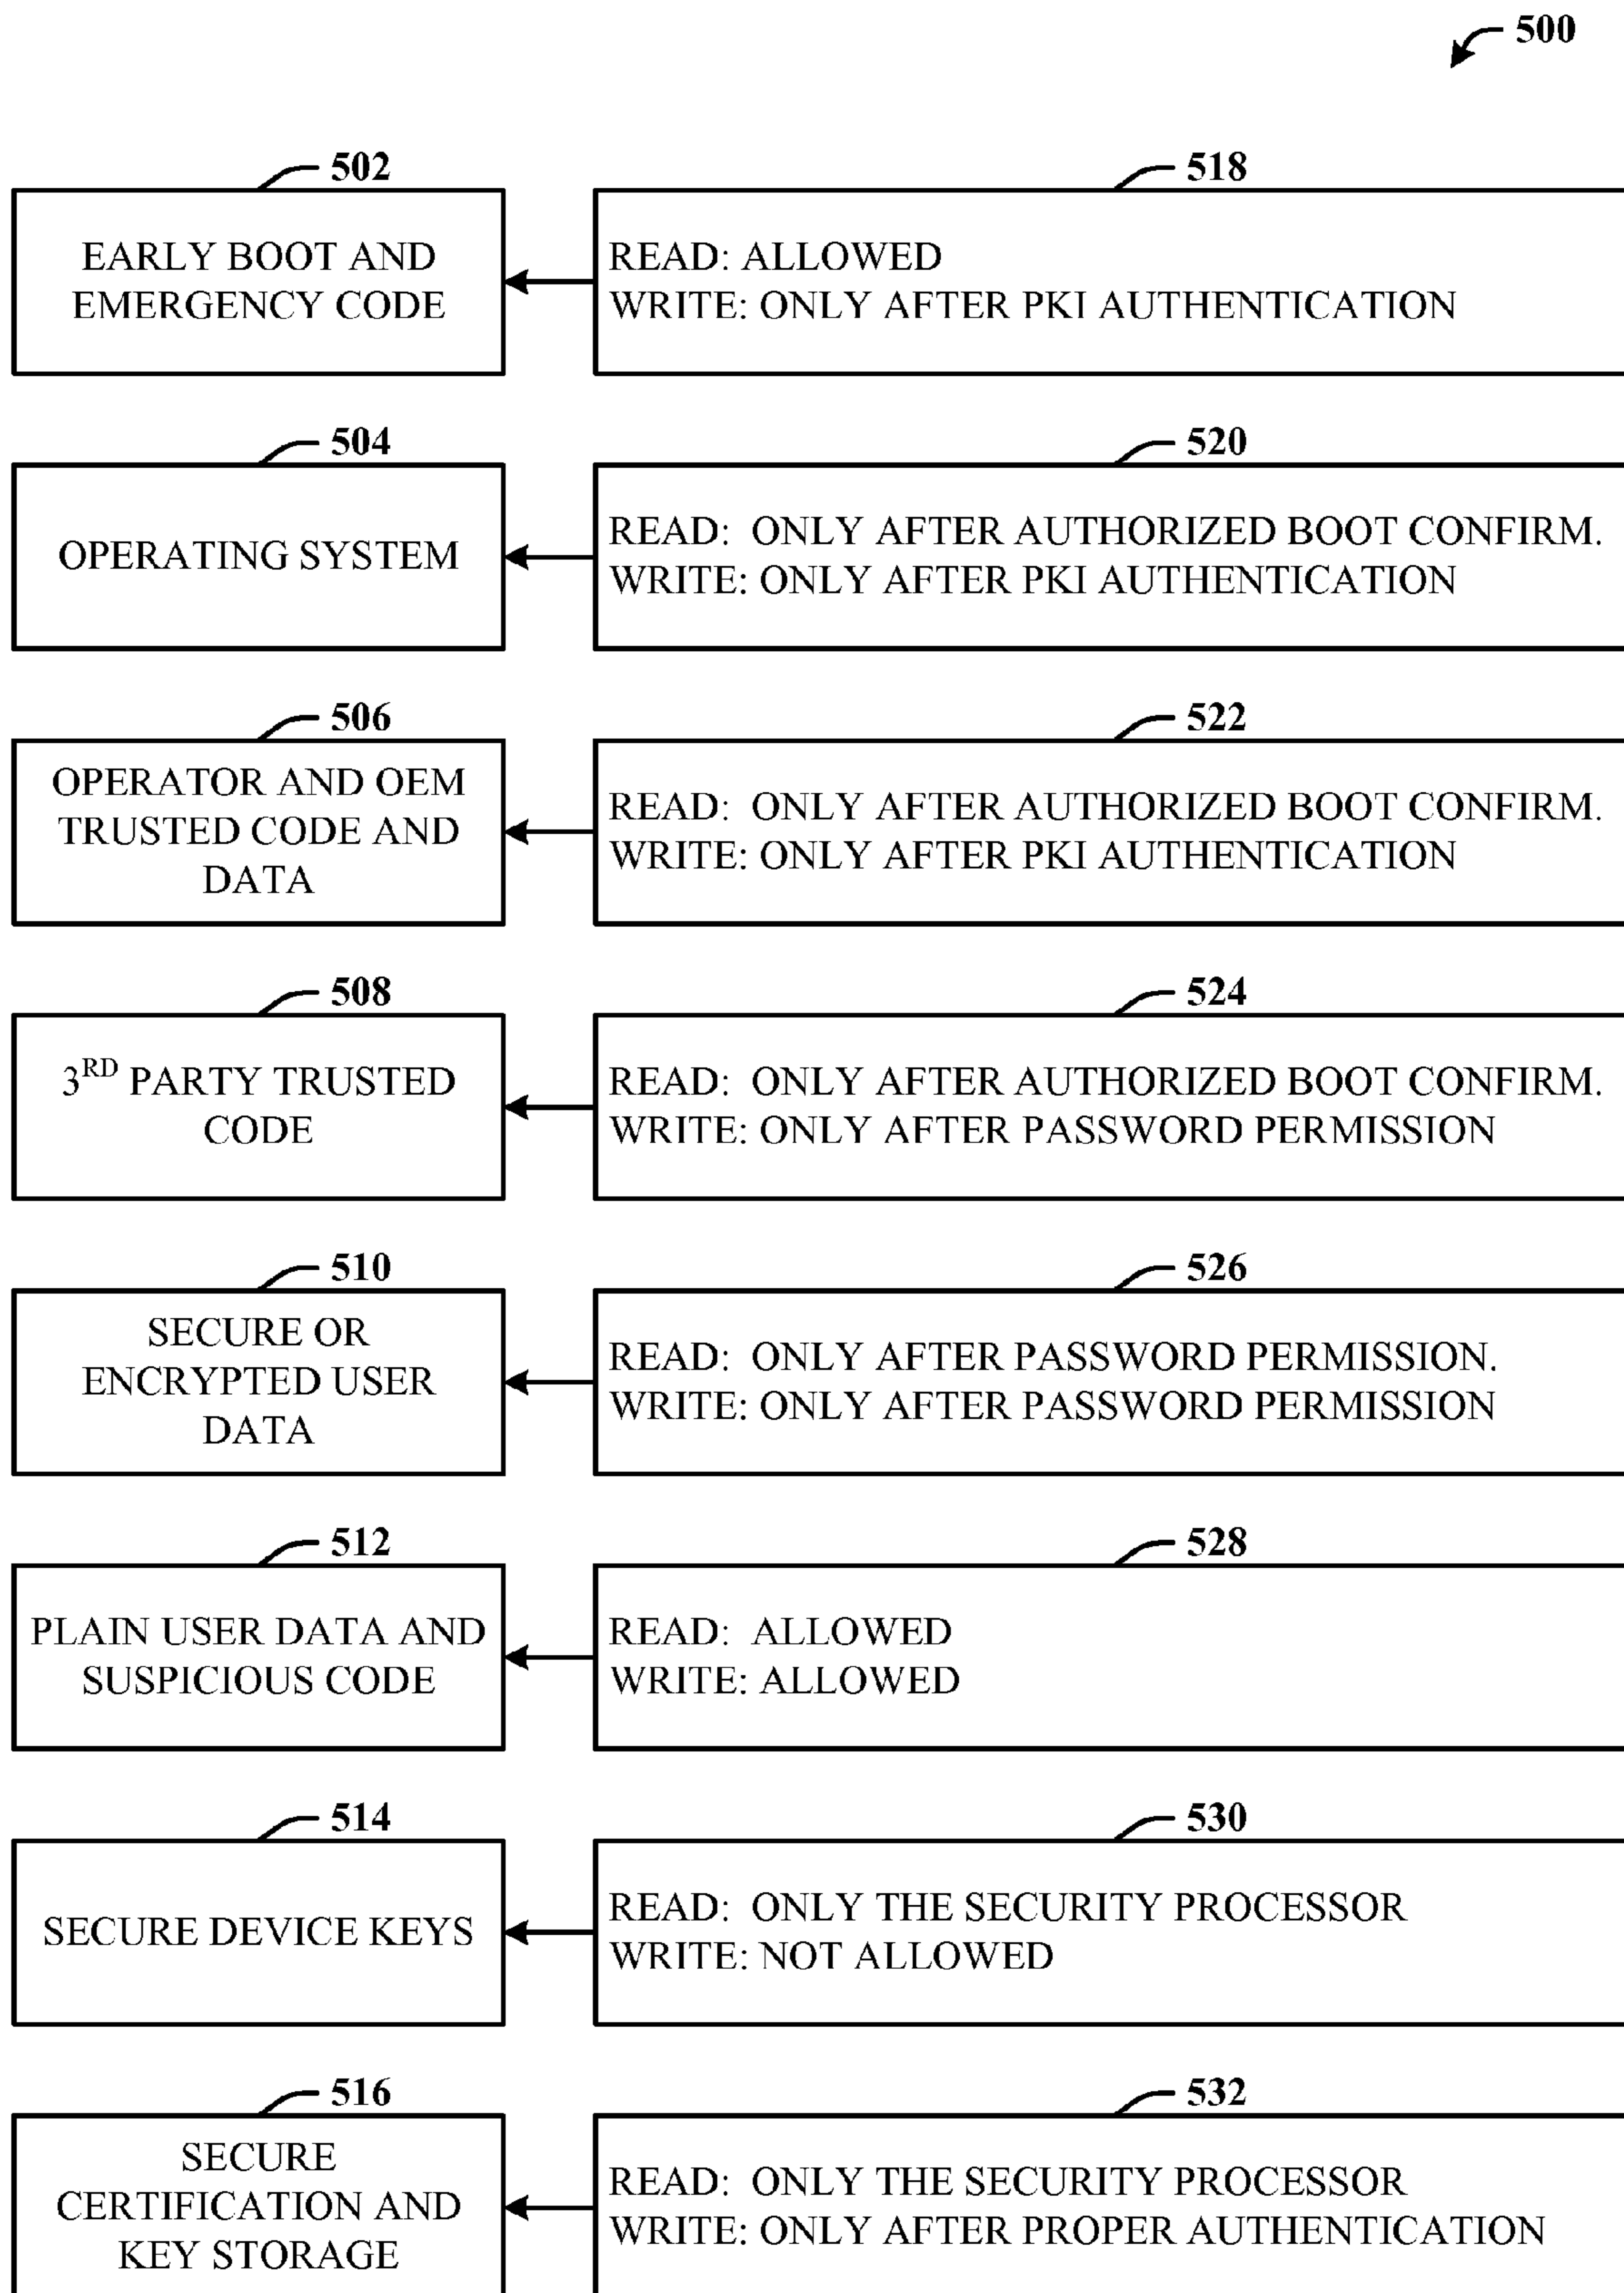 500
502
518
EARLY BOOT AND
EMERGENCY CODE
READ: ALLOWED
WRITE: ONLY AFTER PKI AUTHENTICATION
504
520
OPERATING SYSTEM
READ: ONLY AFTER AUTHORIZED BOOT CONFIRM.
WRITE: ONLY AFTER PKI AUTHENTICATION
506
522
OPERATOR AND OEM
TRUSTED CODE AND
DATA
READ: ONLY AFTER AUTHORIZED BOOT CONFIRM.
WRITE: ONLY AFTER PKI AUTHENTICATION
508
524
3RD PARTY TRUSTED
CODE
READ: ONLY AFTER AUTHORIZED BOOT CONFIRM.
WRITE: ONLY AFTER PASSWORD PERMISSION
510
526
SECURE OR
ENCRYPTED USER
DATA
READ: ONLY AFTER PASSWORD PERMISSION.
WRITE: ONLY AFTER PASSWORD PERMISSION
512
528
PLAIN USER DATA AND
SUSPICIOUS CODE
READ: ALLOWED
WRITE: ALLOWED
514
530
SECURE DEVICE KEYS
READ: ONLY THE SECURITY PROCESSOR
WRITE: NOT ALLOWED
516
532
SECURE
CERTIFICATION AND
KEY STORAGE
READ: ONLY THE SECURITY PROCESSOR
WRITE: ONLY AFTER PROPER AUTHENTICATION